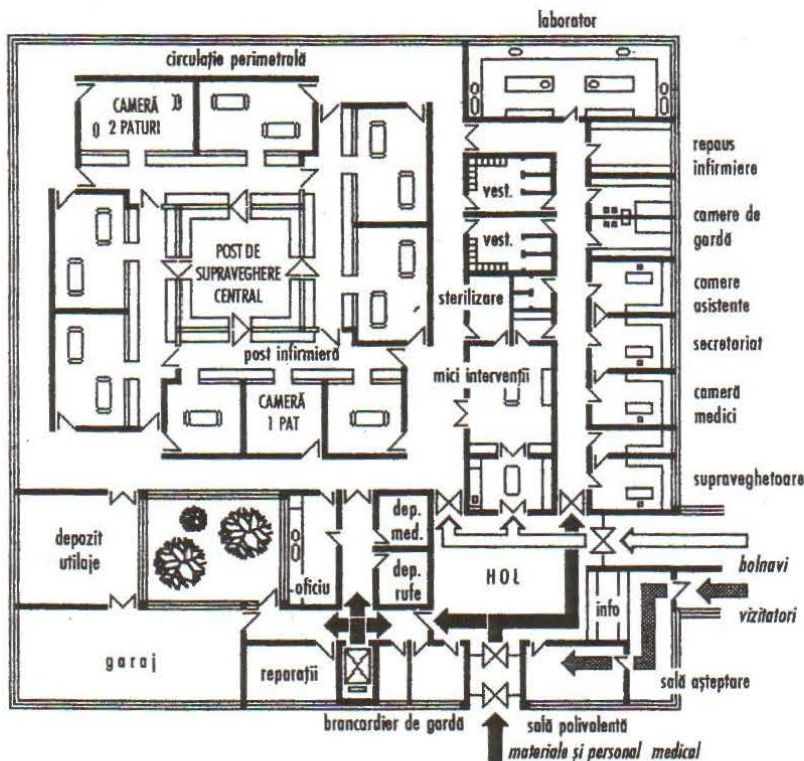 laborator
circulație perimetrală
CAMERĂ
2 PATURI
repaus
infirmiere
vest.
camere de
gardă
vest.
POST DE
SUPRAVEGHERE
CENTRAL
sterilizare
camere
asistente
secretariat
post infirmieră
mici intervenții
CAMERĂ
1 PAT
cameră
medici
supraveghetoare
depozit
utilaje
dep.
med.
oficiu
HOL
dep.
rufe
bolnavi
info
vizitatori
garaj
reparații
sală așteptare
brancardier de gardă
sală polivalentă
materiale și personal medical